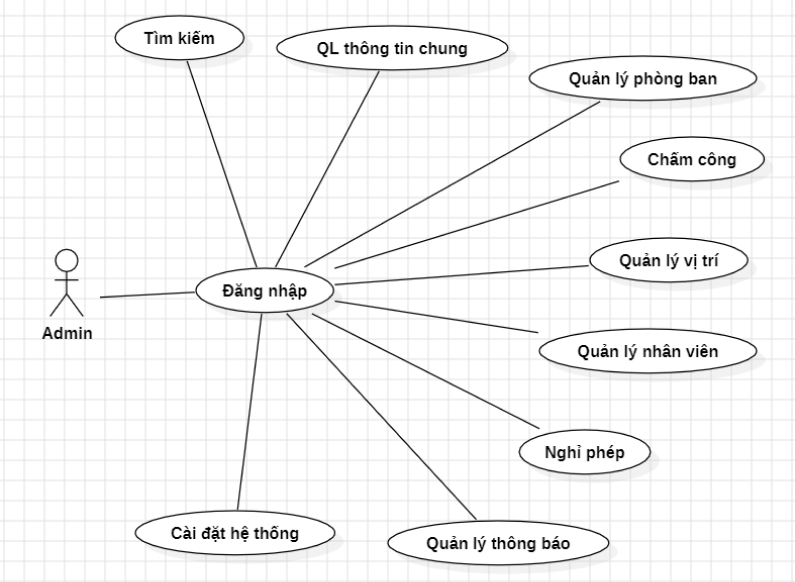 Tìm kiếm
QL thông tin chung
Quản lý phòng ban
Chấm công
Quản lý vị trí
Đăng nhập
Admin
Quản lý nhân viên
Nghỉ phép
Cài đặt hệ thống
Quản lý thông báo